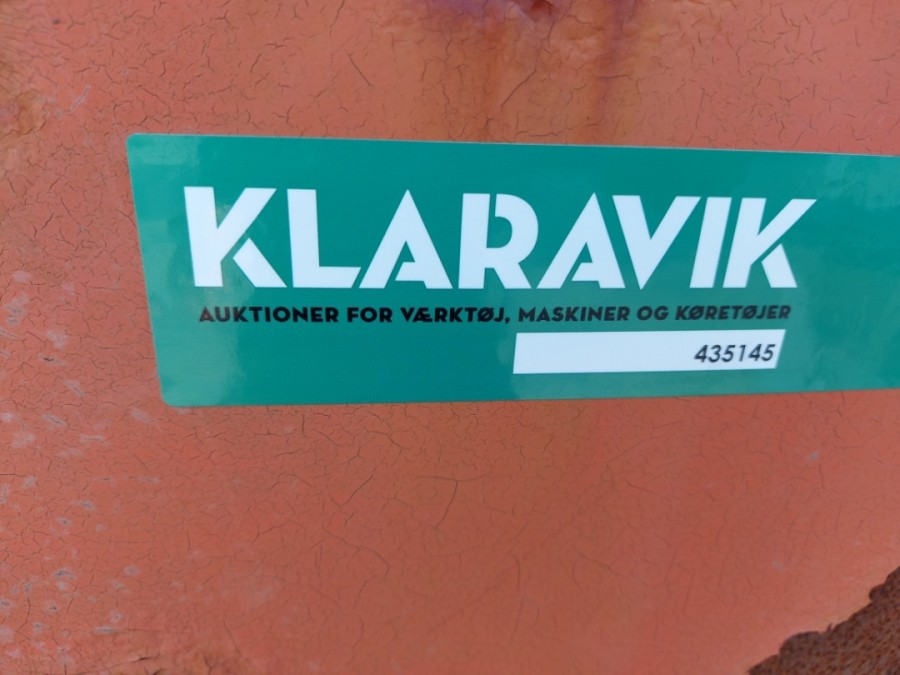 KLARAVIK
AUKTIONER FOR VÆRKTØJ, MASKINER OG KØRETØJER
435145